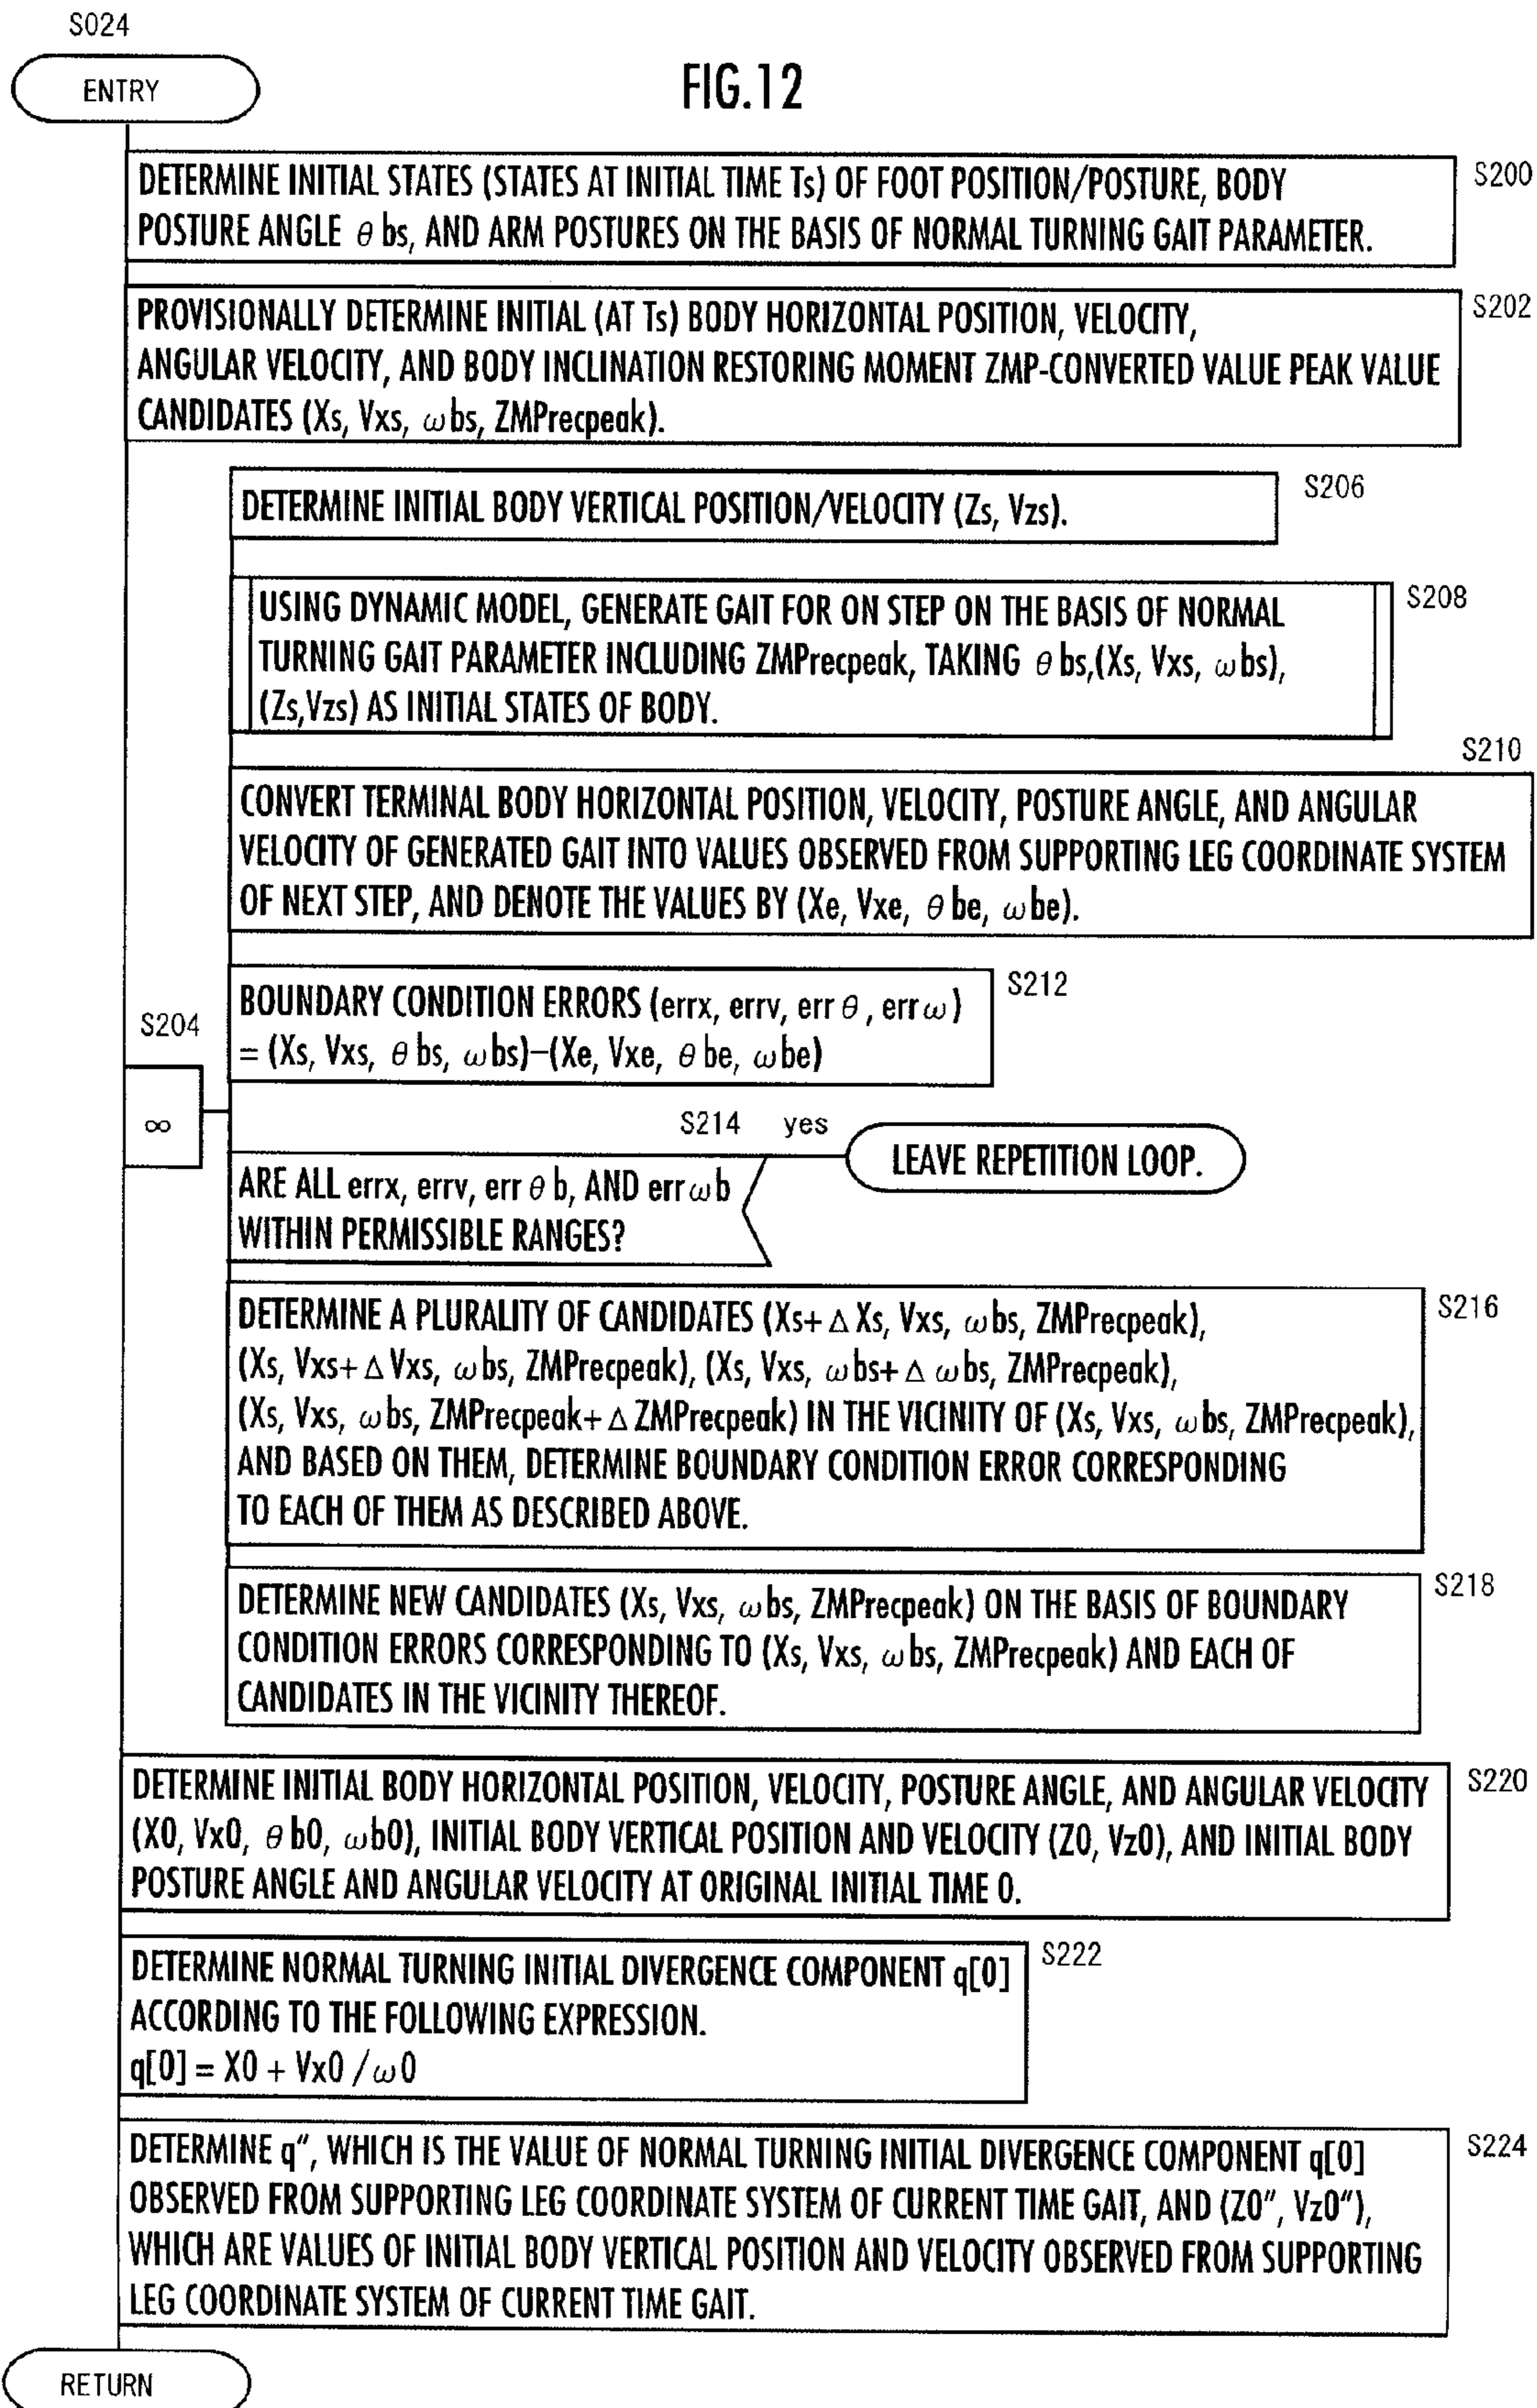 S024
ENTRY
FIG.12
DETERMINE INITIAL STATES (STATES AT INITIAL TIME Ts) OF FOOT POSITION/POSTURE, BODY
POSTURE ANGLE θbs, AND ARM POSTURES ON THE BASIS OF NORMAL TURNING GAIT PARAMETER.
S200
PROVISIONALLY DETERMINE INITIAL (AT Ts) BODY HORIZONTAL POSITION, VELOCITY,
ANGULAR VELOCITY, AND BODY INCLINATION RESTORING MOMENT ZMP-CONVERTED VALUE PEAK VALUE
CANDIDATES (Xs, Vxs, ωbs, ZMPrecpeak).
S202
DETERMINE INITIAL BODY VERTICAL POSITION/VELOCITY (Zs, Vzs).
S206
USING DYNAMIC MODEL, GENERATE GAIT FOR ON STEP ON THE BASIS OF NORMAL
TURNING GAIT PARAMETER INCLUDING ZMPrecpeak, TAKING θbs,(Xs, Vxs, ωbs),
(Zs,Vzs) AS INITIAL STATES OF BODY.
S208
S210
CONVERT TERMINAL BODY HORIZONTAL POSITION, VELOCITY, POSTURE ANGLE, AND ANGULAR
VELOCITY OF GENERATED GAIT INTO VALUES OBSERVED FROM SUPPORTING LEG COORDINATE SYSTEM
OF NEXT STEP, AND DENOTE THE VALUES BY (Xe, Vxe, θbe, ωbe).
S212
BOUNDARY CONDITION ERRORS (errx, errv, errθ, errω)
= (Xs, Vxs, θbs, ωbs)−(Xe, Vxe, θbe, ωbe)
S204
∞
S214 yes
LEAVE REPETITION LOOP.
ARE ALL errx, errv, errθb, AND errωb
WITHIN PERMISSIBLE RANGES?
DETERMINE A PLURALITY OF CANDIDATES (Xs+ΔXs, Vxs, ωbs, ZMPrecpeak),
(Xs, Vxs+ΔVxs, ωbs, ZMPrecpeak), (Xs, Vxs, ωbs+Δωbs, ZMPrecpeak),
(Xs, Vxs, ωbs, ZMPrecpeak+ΔZMPrecpeak) IN THE VICINITY OF (Xs, Vxs, ωbs, ZMPrecpeak),
AND BASED ON THEM, DETERMINE BOUNDARY CONDITION ERROR CORRESPONDING
TO EACH OF THEM AS DESCRIBED ABOVE.
S216
DETERMINE NEW CANDIDATES (Xs, Vxs, ωbs, ZMPrecpeak) ON THE BASIS OF BOUNDARY
CONDITION ERRORS CORRESPONDING TO (Xs, Vxs, ωbs, ZMPrecpeak) AND EACH OF
CANDIDATES IN THE VICINITY THEREOF.
S218
DETERMINE INITIAL BODY HORIZONTAL POSITION, VELOCITY, POSTURE ANGLE, AND ANGULAR VELOCITY
(X0, Vx0, θb0, ωb0), INITIAL BODY VERTICAL POSITION AND VELOCITY (Z0, Vz0), AND INITIAL BODY
POSTURE ANGLE AND ANGULAR VELOCITY AT ORIGINAL INITIAL TIME 0.
S220
DETERMINE NORMAL TURNING INITIAL DIVERGENCE COMPONENT q[0]
ACCORDING TO THE FOLLOWING EXPRESSION.
q[0] = X0 + Vx0 /ω0
S222
DETERMINE q″, WHICH IS THE VALUE OF NORMAL TURNING INITIAL DIVERGENCE COMPONENT q[0]
OBSERVED FROM SUPPORTING LEG COORDINATE SYSTEM OF CURRENT TIME GAIT, AND (Z0″, Vz0″),
WHICH ARE VALUES OF INITIAL BODY VERTICAL POSITION AND VELOCITY OBSERVED FROM SUPPORTING
LEG COORDINATE SYSTEM OF CURRENT TIME GAIT.
S224
RETURN